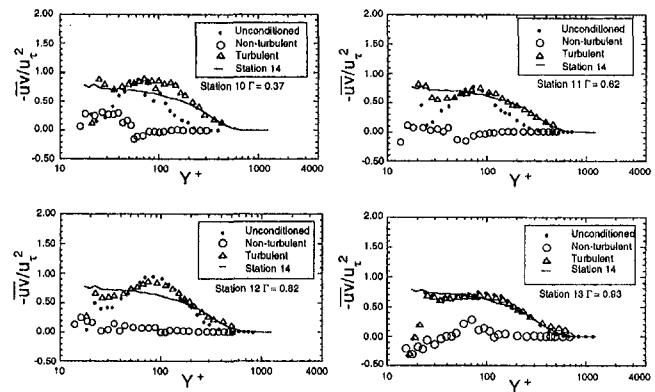 2.00
1.50
1.00
0.50
0.00
-0.50
-uv/u²τ
Unconditioned
Non-turbulent
Turbulent
Station 14
Station 10 Γ = 0.37
10
100
1000
4000
Y +
2.00
1.50
1.00
0.50
0.00
-0.50
-uv/u²τ
Unconditioned
Non-turbulent
Turbulent
Station 14
Station 11 Γ = 0.62
10
100
1000
4000
Y +
2.00
1.50
1.00
0.50
0.00
-0.50
-uv/u²τ
Unconditioned
Non-turbulent
Turbulent
Station 14
Station 12 Γ = 0.82
10
100
1000
4000
Y +
2.00
1.50
1.00
0.50
0.00
-0.50
-uv/u²τ
Unconditioned
Non-turbulent
Turbulent
Station 14
Station 13 Γ = 0.93
10
100
1000
4000
Y +